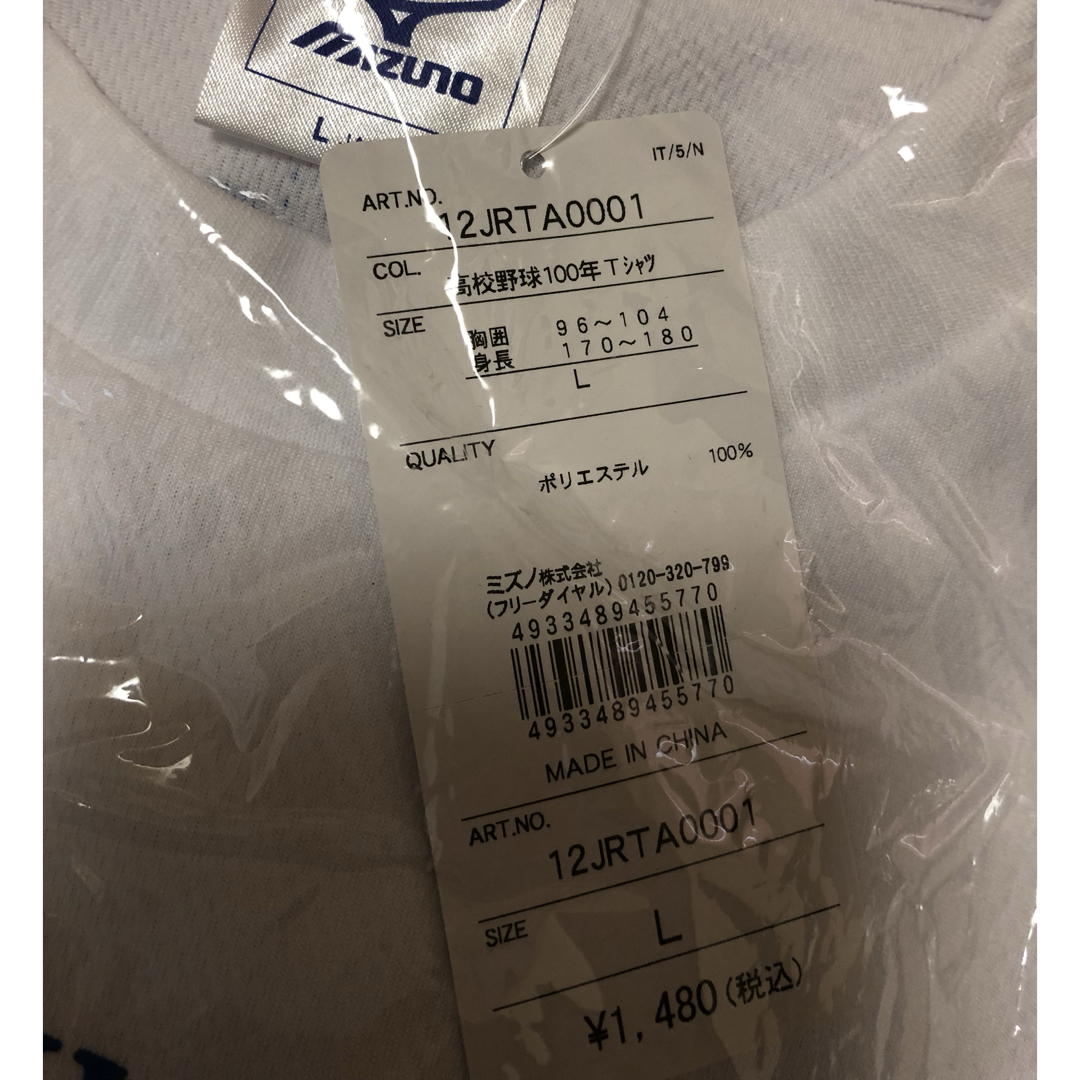 MIZUNO
L
IT/5/N
ART.NO. 12JRTA0001
COL. 高校野球100年Tシャツ
SIZE 胸囲 96〜104
身長 170〜180
L
QUALITY
ポリエステル 100%
ミズノ株式会社
(フリーダイヤル) 0120-320-799
4933489455770
4933489455770
MADE IN CHINA
ART.NO.
12JRTA0001
SIZE L
¥1,480(税込)